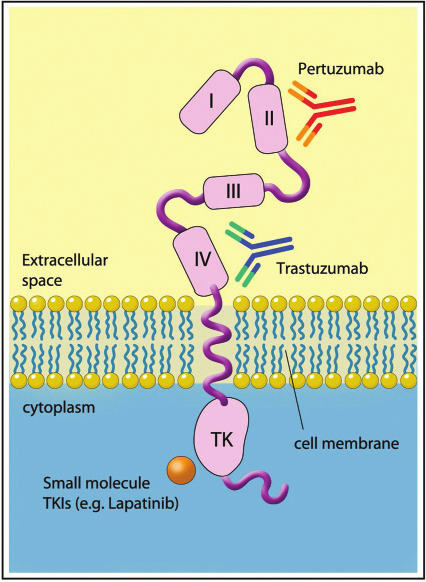 Pertuzumab
I
II
III
IV
Extracellular
space
Trastuzumab
cytoplasm
TK
cell membrane
Small molecule
TKIs (e.g. Lapatinib)